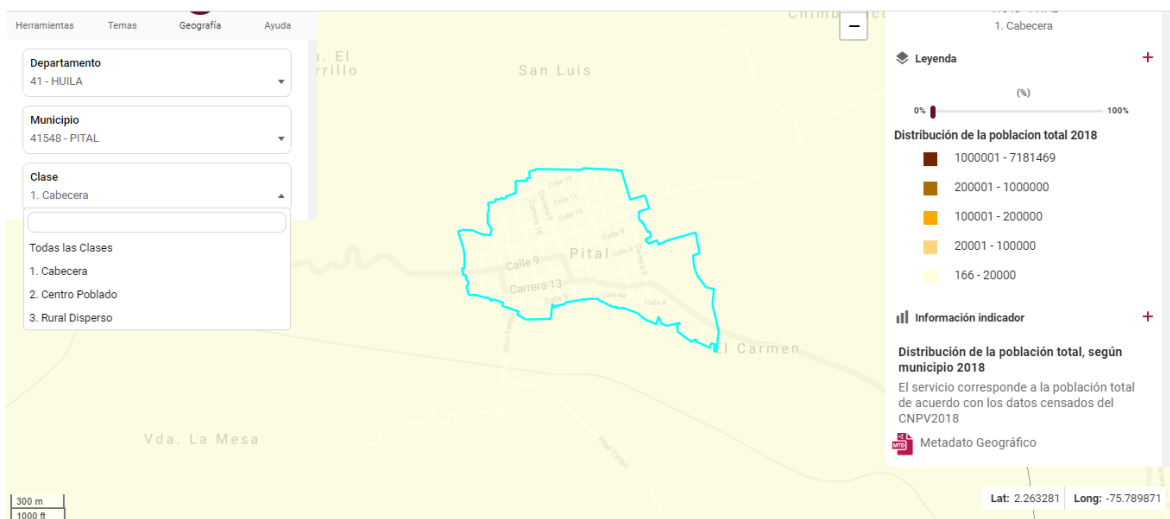 Herramientas Temas Geografía Ayuda
Departamento
41 - HUILA
Municipio
41548 - PITAL
Clase
1. Cabecera
Todas las Clases
1. Cabecera
2. Centro Poblado
3. Rural Disperso
San Luis
Calle 9
Pital
Carrera 13
El Carmen
Vda. La Mesa
300 m
1000 ft
−
1. Cabecera
Leyenda +
(%)
0% 100%
Distribución de la poblacion total 2018
1000001 - 7181469
200001 - 1000000
100001 - 200000
20001 - 100000
166 - 20000
Información indicador +
Distribución de la población total, según
municipio 2018
El servicio corresponde a la población total
de acuerdo con los datos censados del
CNPV2018
MTD Metadato Geográfico
Lat: 2.263281 Long: -75.789871